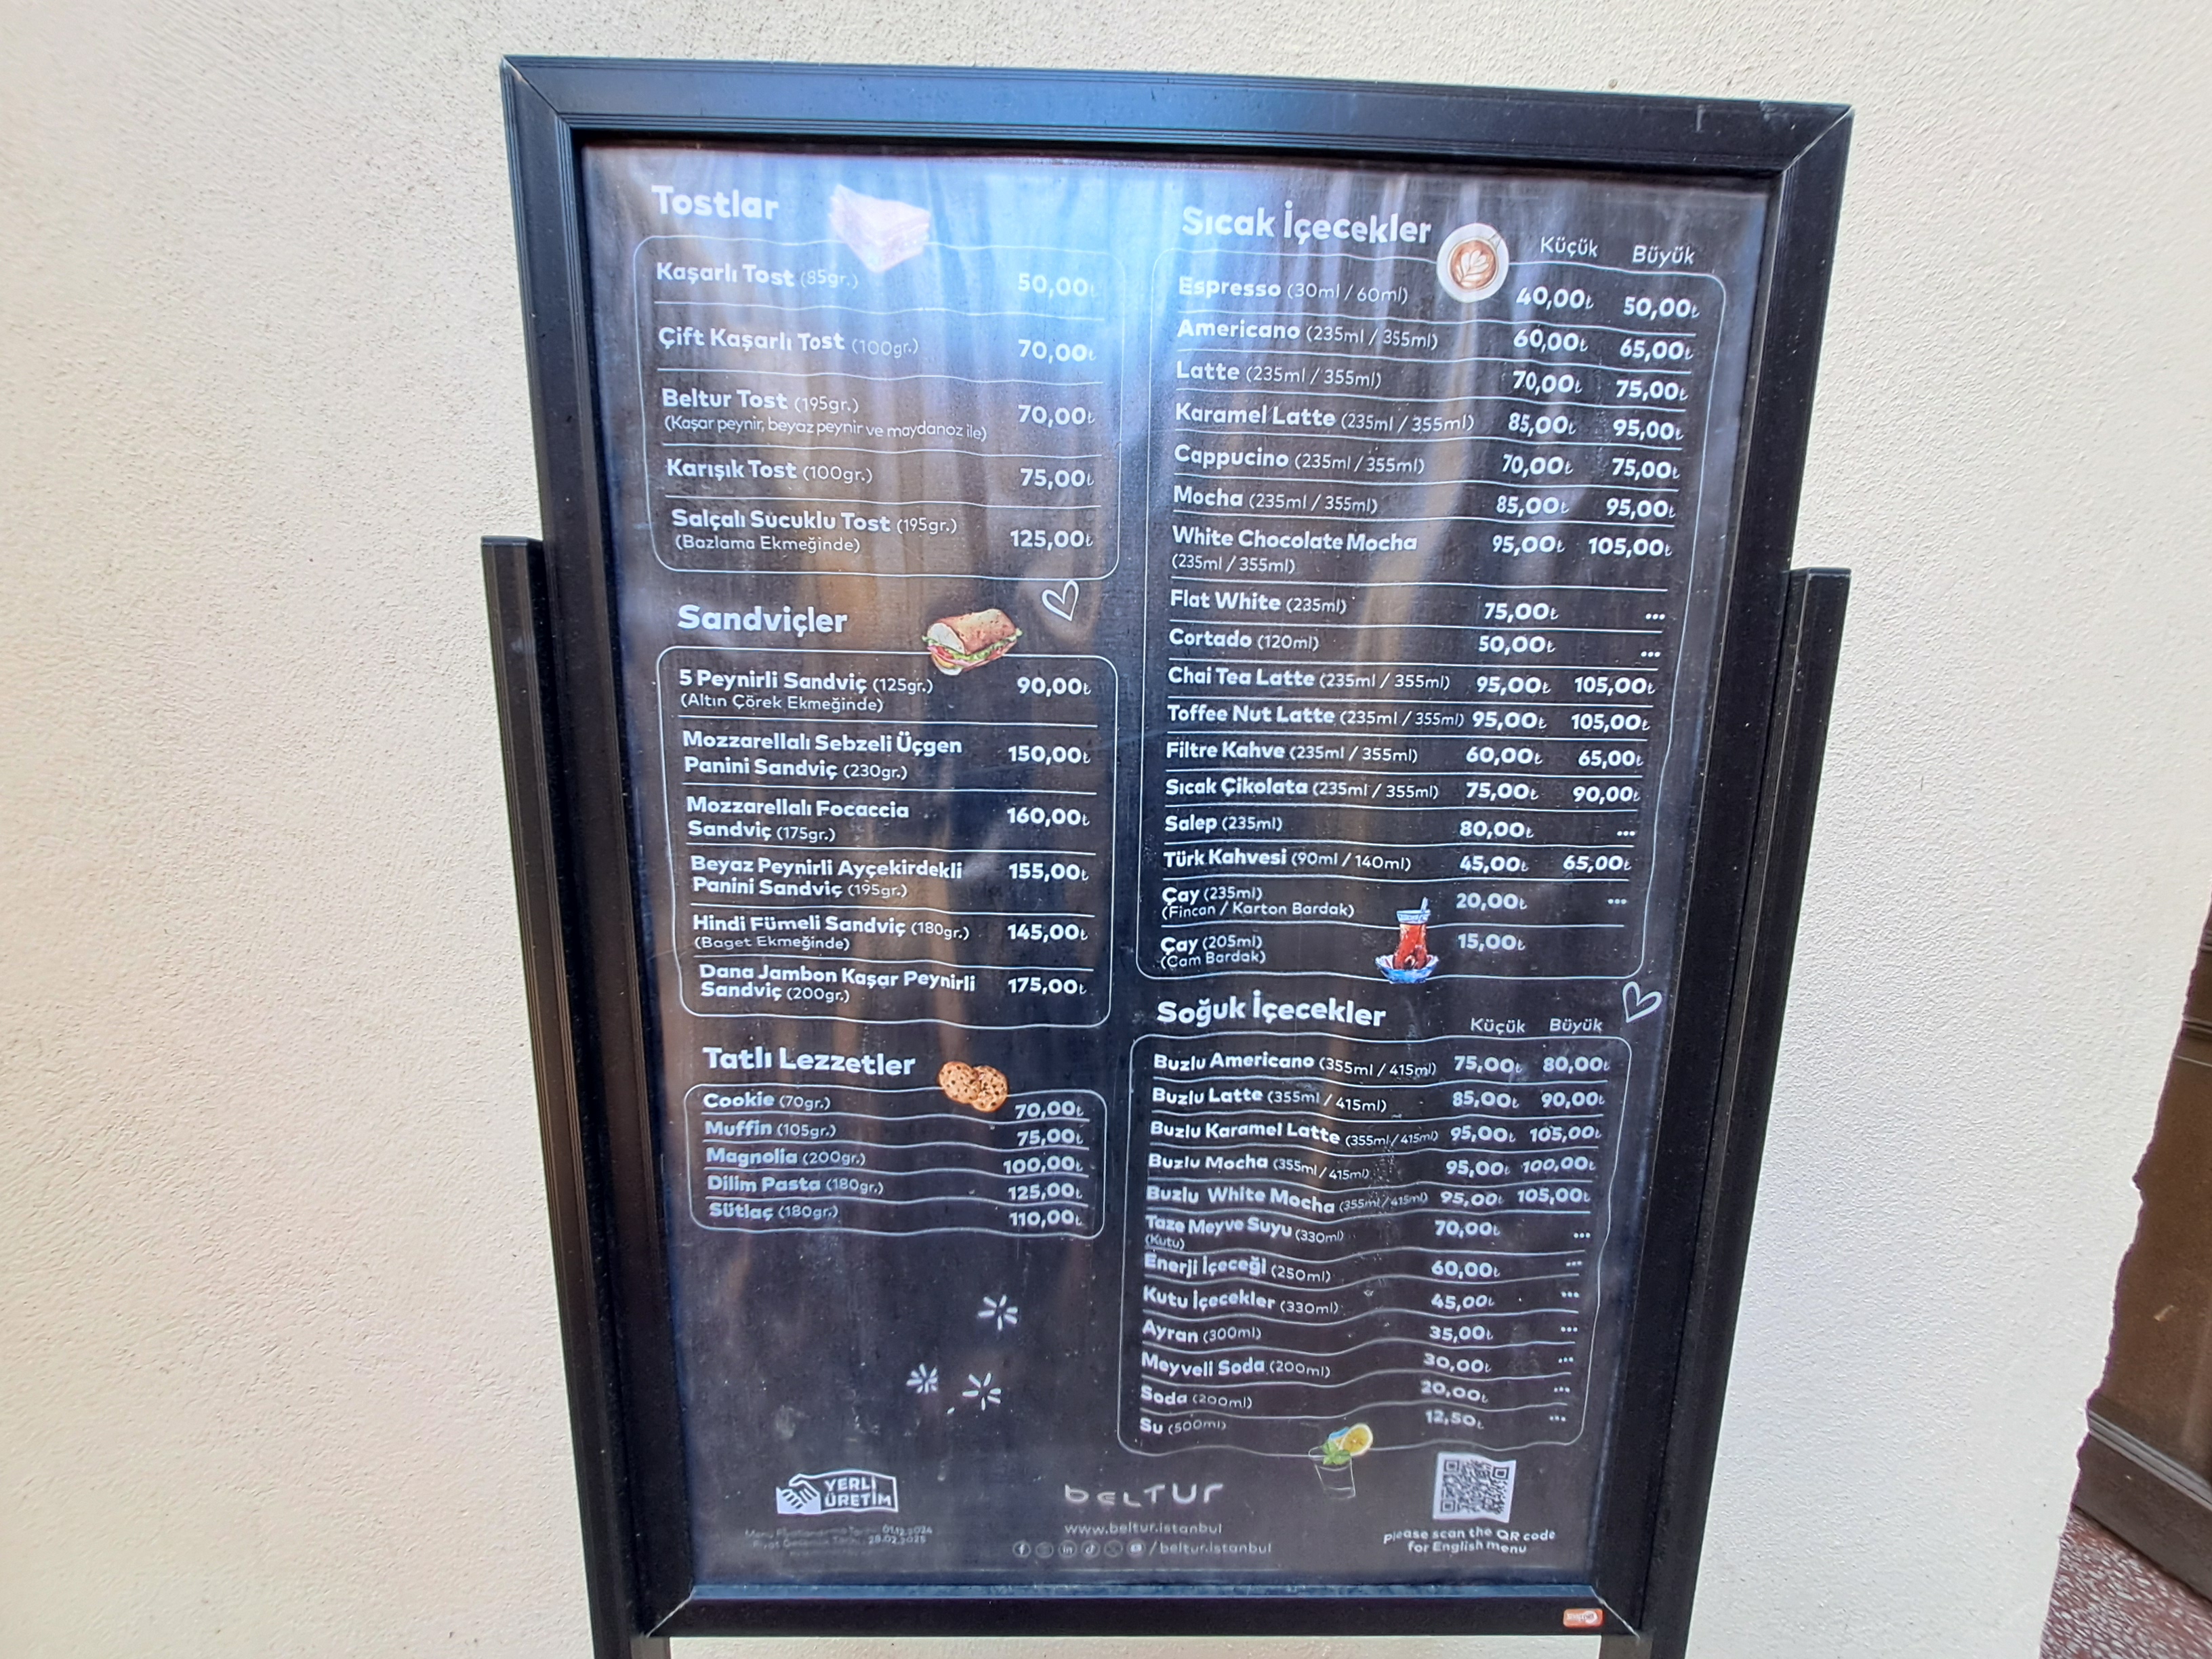 Tostlar
Kaşarlı Tost (85gr.) 50,00₺
Çift Kaşarlı Tost (100gr.) 70,00₺
Beltur Tost (195gr.) 70,00₺
(Kaşar peynir, beyaz peynir ve maydanoz ile)
Karışık Tost (100gr.) 75,00₺
Salçalı Sucuklu Tost (195gr.) 125,00₺
(Bazlama Ekmeğinde)
Sandviçler
5 Peynirli Sandviç (125gr.) 90,00₺
(Altın Çörek Ekmeğinde)
Mozzarellalı Sebzeli Üçgen
Panini Sandviç (230gr.) 150,00₺
Mozzarellalı Focaccia
Sandviç (175gr.) 160,00₺
Beyaz Peynirli Ayçekirdekli
Panini Sandviç (195gr.) 155,00₺
Hindi Fümeli Sandviç (180gr.) 145,00₺
(Baget Ekmeğinde)
Dana Jambon Kaşar Peynirli
Sandviç (200gr.) 175,00₺
Tatlı Lezzetler
Cookie (70gr.) 70,00₺
Muffin (105gr.) 75,00₺
Magnolia (200gr.) 100,00₺
Dilim Pasta (180gr.) 125,00₺
Sütlaç (180gr.) 110,00₺
Sıcak İçecekler Küçük Büyük
Espresso (30ml / 60ml) 40,00₺ 50,00₺
Americano (235ml / 355ml) 60,00₺ 65,00₺
Latte (235ml / 355ml) 70,00₺ 75,00₺
Karamel Latte (235ml / 355ml) 85,00₺ 95,00₺
Cappucino (235ml / 355ml) 70,00₺ 75,00₺
Mocha (235ml / 355ml) 85,00₺ 95,00₺
White Chocolate Mocha 95,00₺ 105,00₺
(235ml / 355ml)
Flat White (235ml) 75,00₺ ...
Cortado (120ml) 50,00₺ ...
Chai Tea Latte (235ml / 355ml) 95,00₺ 105,00₺
Toffee Nut Latte (235ml / 355ml) 95,00₺ 105,00₺
Filtre Kahve (235ml / 355ml) 60,00₺ 65,00₺
Sıcak Çikolata (235ml / 355ml) 75,00₺ 90,00₺
Salep (235ml) 80,00₺ ...
Türk Kahvesi (90ml / 140ml) 45,00₺ 65,00₺
Çay (235ml) 20,00₺ ...
(Fincan / Karton Bardak)
Çay (205ml) 15,00₺
(Cam Bardak)
Soğuk İçecekler Küçük Büyük
Buzlu Americano (355ml / 415ml) 75,00₺ 80,00₺
Buzlu Latte (355ml / 415ml) 85,00₺ 90,00₺
Buzlu Karamel Latte (355ml / 415ml) 95,00₺ 105,00₺
Buzlu Mocha (355ml / 415ml) 95,00₺ 100,00₺
Buzlu White Mocha (355ml / 415ml) 95,00₺ 105,00₺
Taze Meyve Suyu (330ml) 70,00₺ ...
(Kutu)
Enerji İçeceği (250ml) 60,00₺ ...
Kutu İçecekler (330ml) 45,00₺ ...
Ayran (300ml) 35,00₺ ...
Meyveli Soda (200ml) 30,00₺ ...
Soda (200ml) 20,00₺ ...
Su (500ml) 12,50₺ ...
YERLİ
ÜRETİM
01.12.2024
28.02.2025
beltur
www.beltur.istanbul
/beltur.istanbul
please scan the QR code
for English menu